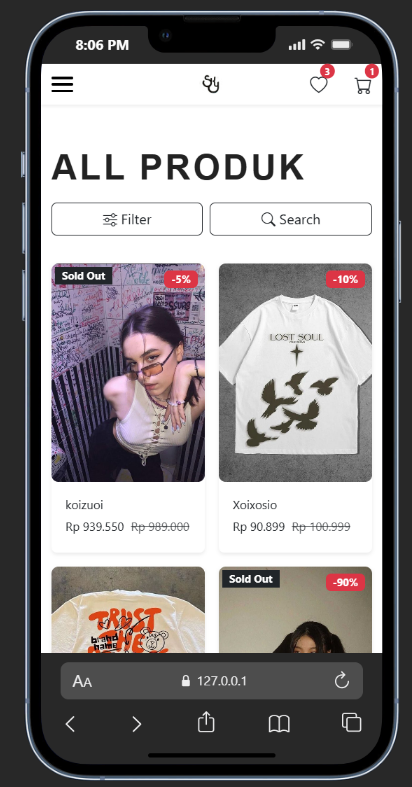 8:06 PM
3
1
ALL PRODUK
Filter
Search
Sold Out
-5%
-10%
LOST SOUL
koizuoi
Rp 939.550 Rp 989.000
Xoixosio
Rp 90.899 Rp 100.999
TRUST
brand
name
Sold Out
-90%
AA
127.0.0.1